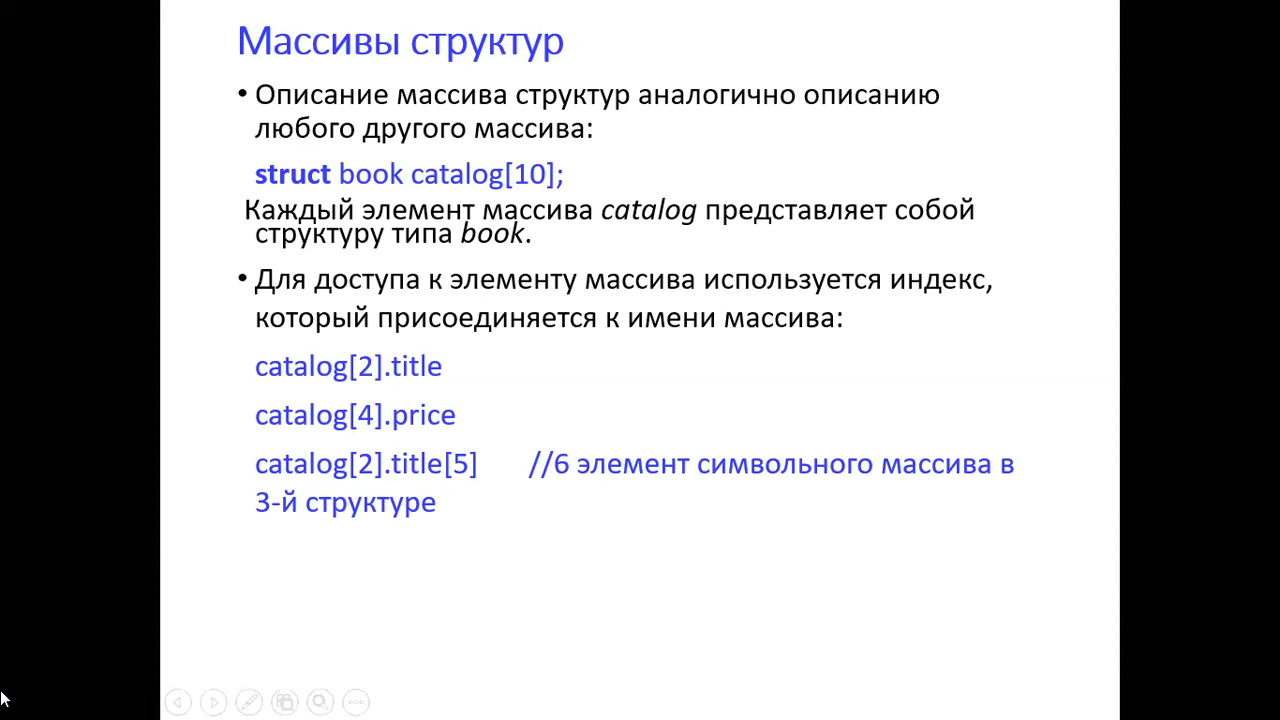 Массивы структур
• Описание массива структур аналогично описанию
любого другого массива:
struct book catalog[10];
Каждый элемент массива catalog представляет собой
структуру типа book.
• Для доступа к элементу массива используется индекс,
который присоединяется к имени массива:
catalog[2].title
catalog[4].price
catalog[2].title[5] //6 элемент символьного массива в
3-й структуре